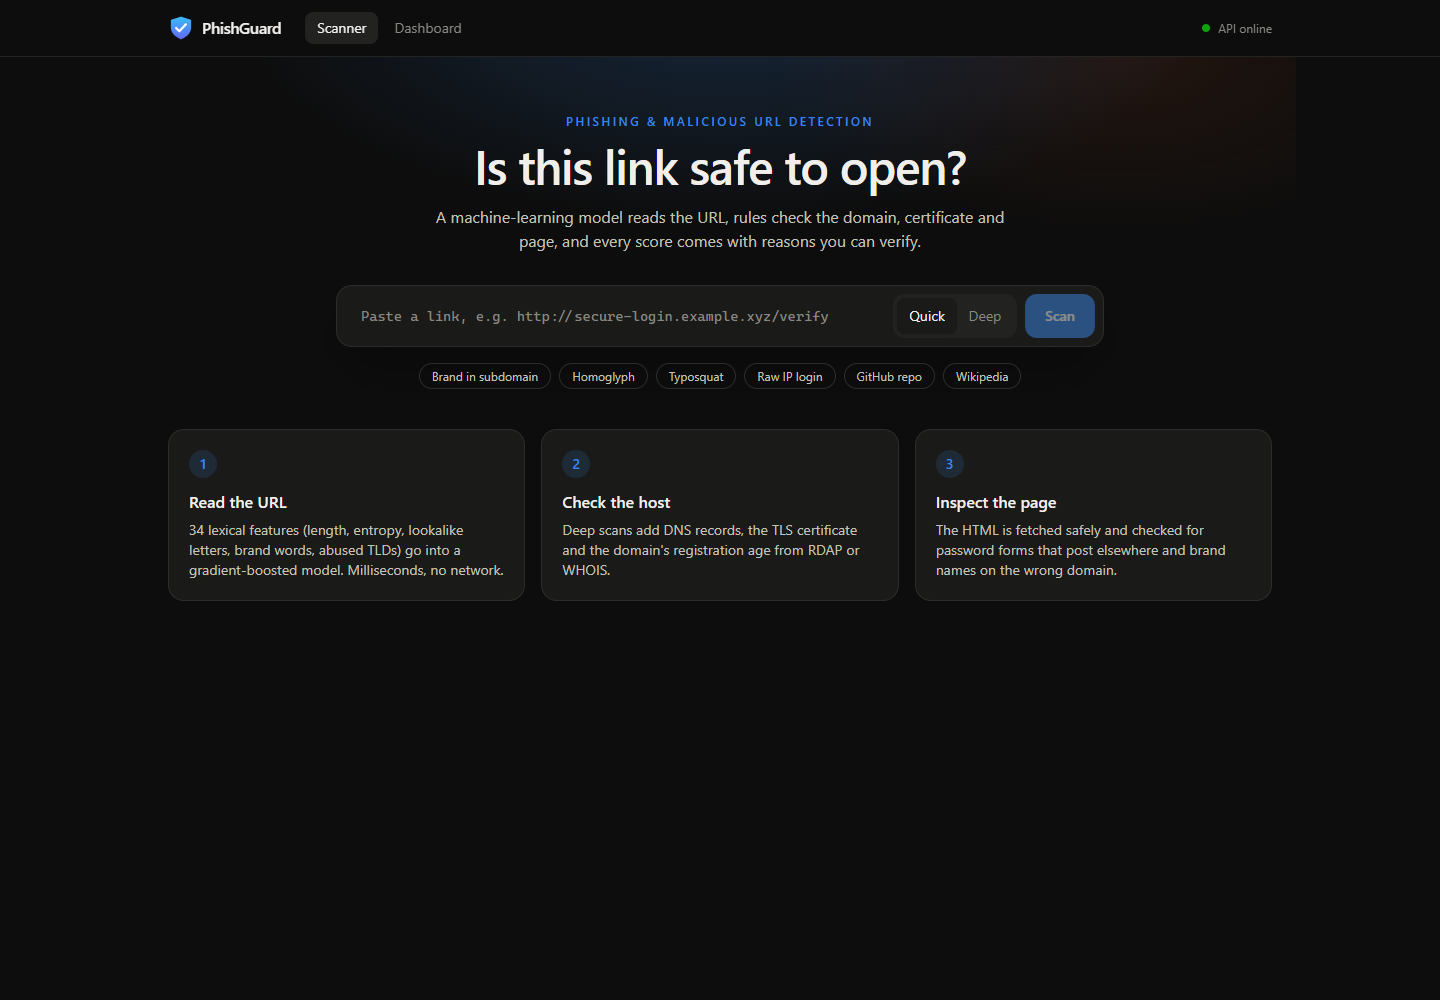 PhishGuard
Scanner
Dashboard
API online
PHISHING & MALICIOUS URL DETECTION
Is this link safe to open?
A machine-learning model reads the URL, rules check the domain, certificate and
page, and every score comes with reasons you can verify.
Paste a link, e.g. http://secure-login.example.xyz/verify
Quick
Deep
Scan
Brand in subdomain
Homoglyph
Typosquat
Raw IP login
GitHub repo
Wikipedia
1
Read the URL
34 lexical features (length, entropy, lookalike
letters, brand words, abused TLDs) go into a
gradient-boosted model. Milliseconds, no network.
2
Check the host
Deep scans add DNS records, the TLS certificate
and the domain's registration age from RDAP or
WHOIS.
3
Inspect the page
The HTML is fetched safely and checked for
password forms that post elsewhere and brand
names on the wrong domain.